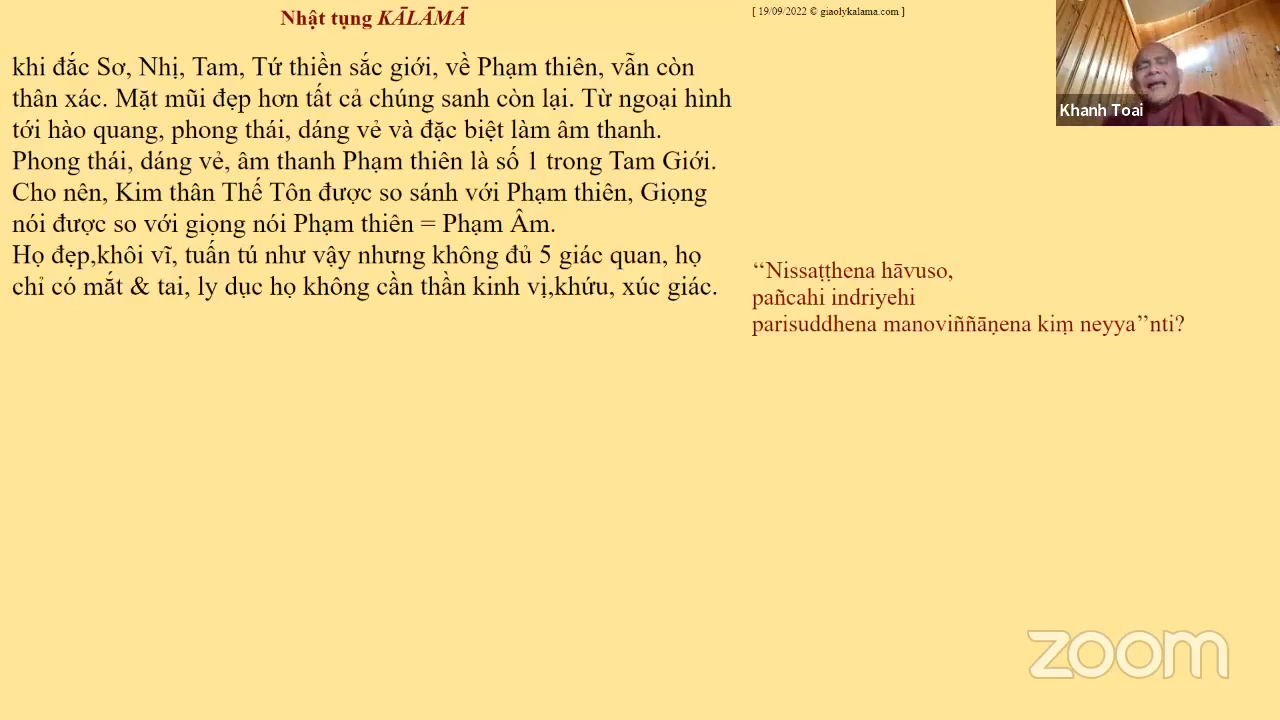 Nhật tụng KĀLĀMĀ
[ 19/09/2022 © giaolykalama.com ]
khi đắc Sơ, Nhị, Tam, Tứ thiền sắc giới, về Phạm thiên, vẫn còn
thân xác. Mặt mũi đẹp hơn tất cả chúng sanh còn lại. Từ ngoại hình
tới hào quang, phong thái, dáng vẻ và đặc biệt làm âm thanh.
Phong thái, dáng vẻ, âm thanh Phạm thiên là số 1 trong Tam Giới.
Cho nên, Kim thân Thế Tôn được so sánh với Phạm thiên, Giọng
nói được so với giọng nói Phạm thiên = Phạm Âm.
Họ đẹp,khôi vĩ, tuấn tú như vậy nhưng không đủ 5 giác quan, họ
chỉ có mắt & tai, ly dục họ không cần thần kinh vị,khứu, xúc giác.
“Nissaṭṭhena hāvuso,
pañcahi indriyehi
parisuddhena manoviññāṇena kiṃ neyya”nti?
Khanh Toai
zoom